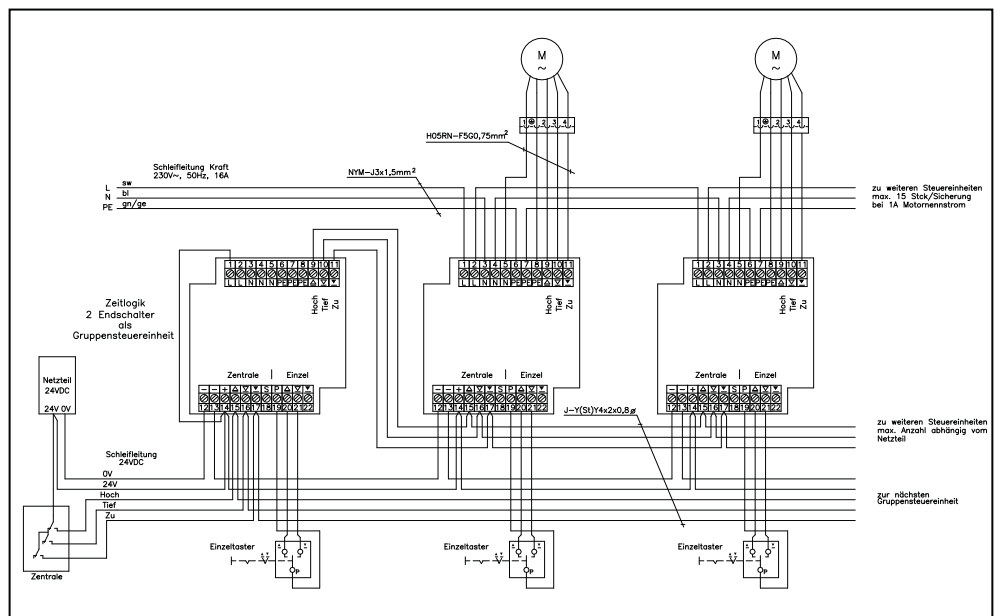 M
~
M
~
1 ⊕ 2 3 4
1 ⊕ 2 3 4
H05RN-F5G0,75mm²
Schleifleitung Kraft
230V~, 50Hz, 16A
NYM-J3x1,5mm²
L sw
N bl
PE gn/ge
zu weiteren Steuereinheiten
max. 15 Stck/Sicherung
bei 1A Motornennstrom
1 2 3 4 5 6 7 8 9 10 11
L L N N N PE PE PE △ ▽ ▼
Hoch
Tief
Zu
1 2 3 4 5 6 7 8 9 10 11
L L N N N PE PE PE △ ▽ ▼
Hoch
Tief
Zu
1 2 3 4 5 6 7 8 9 10 11
L L N N N PE PE PE △ ▽ ▼
Hoch
Tief
Zu
Zeitlogik
2 Endschalter
als
Gruppensteuereinheit
Netzteil
24VDC
24V 0V
Zentrale | Einzel
− − + △ ▽ ▼ S P △ ▽ ▼
12 13 14 15 16 17 18 19 20 21 22
Zentrale | Einzel
− − + △ ▽ ▼ S P △ ▽ ▼
12 13 14 15 16 17 18 19 20 21 22
Zentrale | Einzel
− − + △ ▽ ▼ S P △ ▽ ▼
12 13 14 15 16 17 18 19 20 21 22
J-Y(St)Y4x2x0,8ø
zu weiteren Steuereinheiten
max. Anzahl abhängig vom
Netzteil
Schleifleitung
24VDC
0V
24V
Hoch
Tief
Zu
zur nächsten
Gruppensteuereinheit
Zentrale
Einzeltaster
P
Einzeltaster
P
Einzeltaster
P